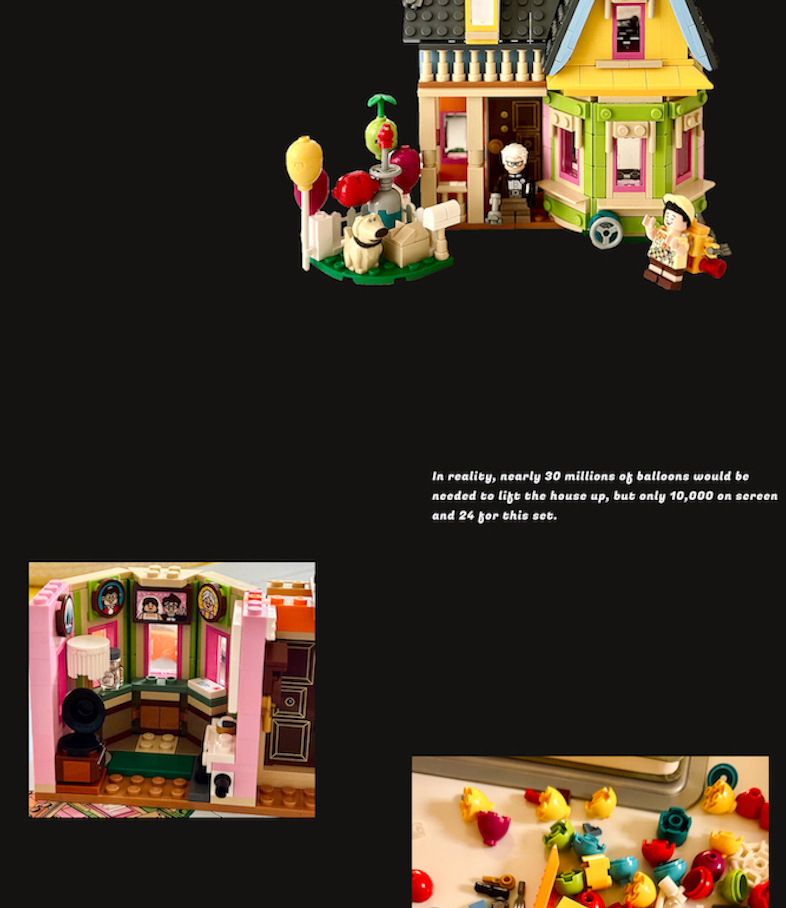 In reality, nearly 30 millions of balloons would be
needed to lift the house up, but only 10,000 on screen
and 24 for this set.